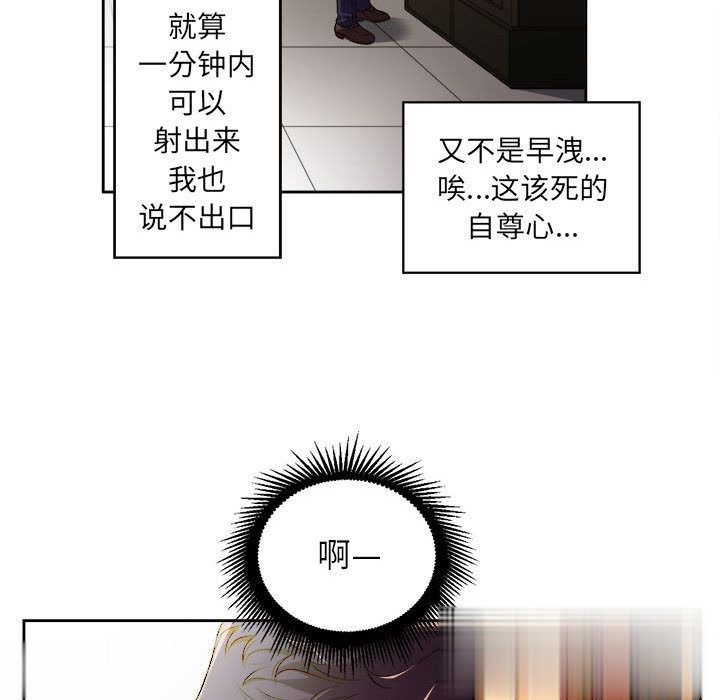 就算
一分钟内
可以
射出来
我也
说不出口
又不是早洩...
唉...这该死的
自尊心...
啊—